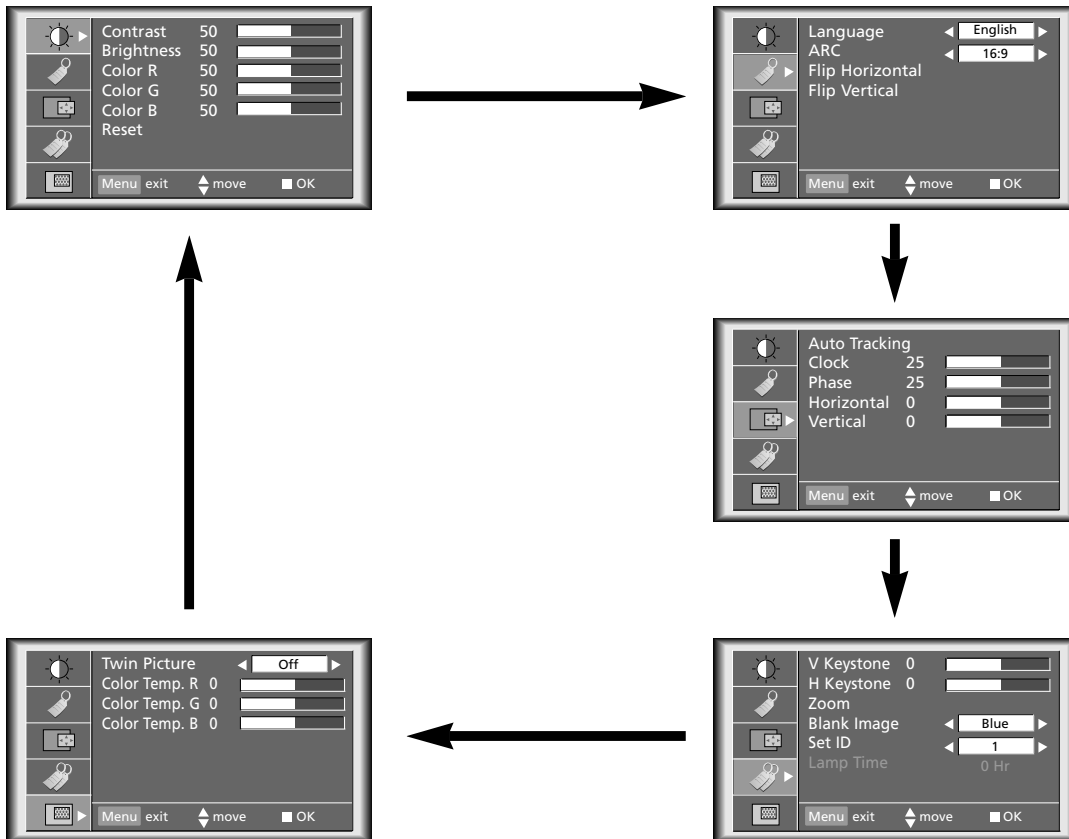 Contrast 50
Brightness 50
Color R 50
Color G 50
Color B 50
Reset
Menu exit move OK
Language English
ARC 16:9
Flip Horizontal
Flip Vertical
Menu exit move OK
Auto Tracking
Clock 25
Phase 25
Horizontal 0
Vertical 0
Menu exit move OK
V Keystone 0
H Keystone 0
Zoom
Blank Image Blue
Set ID 1
Lamp Time 0 Hr
Menu exit move OK
Twin Picture Off
Color Temp. R 0
Color Temp. G 0
Color Temp. B 0
Menu exit move OK